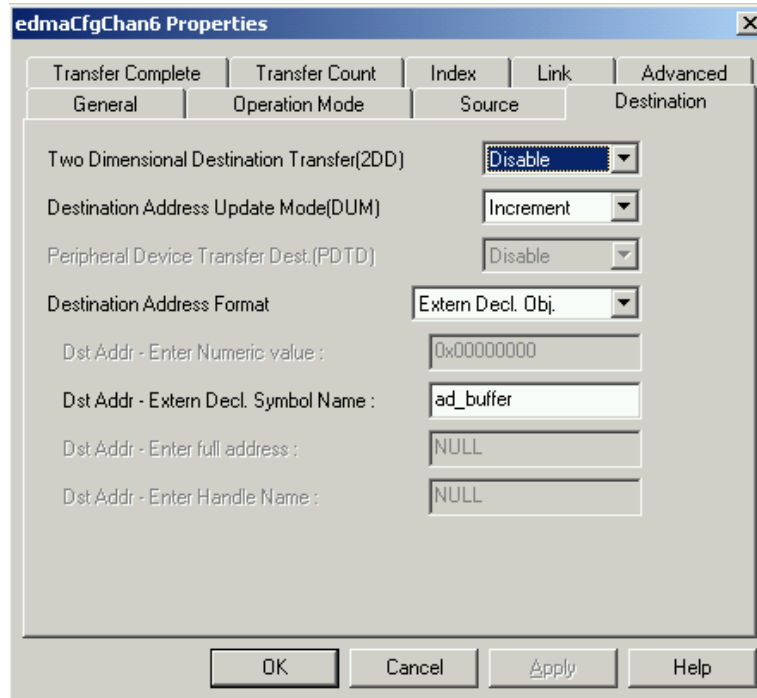 edmaCfgChan6 Properties
Transfer Complete Transfer Count Index Link Advanced
General Operation Mode Source Destination
Two Dimensional Destination Transfer(2DD) Disable
Destination Address Update Mode(DUM) Increment
Peripheral Device Transfer Dest.(PDTD) Disable
Destination Address Format Extern Decl. Obj.
Dst Addr - Enter Numeric value : 0x00000000
Dst Addr - Extern Decl. Symbol Name : ad_buffer
Dst Addr - Enter full address : NULL
Dst Addr - Enter Handle Name : NULL
OK Cancel Apply Help